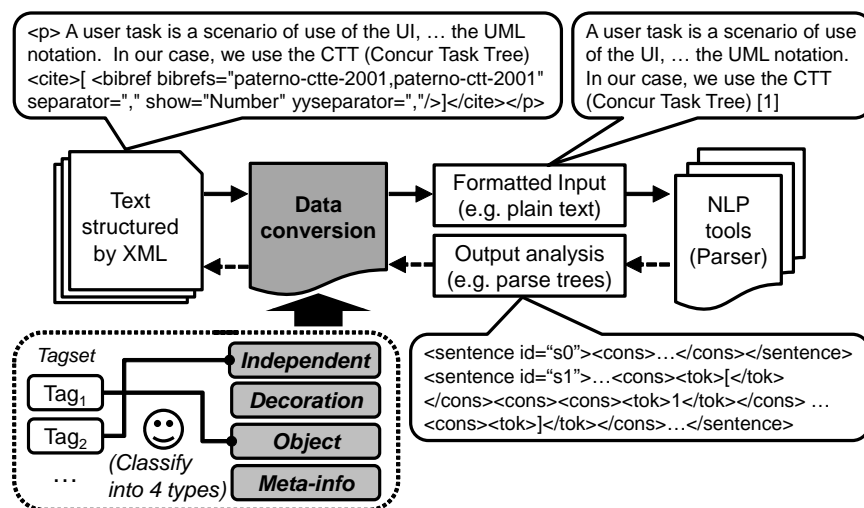 <p> A user task is a scenario of use of the UI, … the UML
notation.  In our case, we use the CTT (Concur Task Tree)
<cite>[ <bibref bibrefs="paterno-ctte-2001,paterno-ctt-2001"
separator="," show="Number" yyseparator=","/>]</cite></p>
A user task is a scenario of use
of the UI, … the UML notation.
In our case, we use the CTT
(Concur Task Tree) [1]
Text
structured
by XML
Data
conversion
Formatted Input
(e.g. plain text)
Output analysis
(e.g. parse trees)
NLP
tools
(Parser)
Tagset
Tag1
Tag2
…
(Classify
into 4 types)
Independent
Decoration
Object
Meta-info
<sentence id=“s0”><cons>…</cons></sentence>
<sentence id=“s1”>…<cons><tok>[</tok>
</cons><cons><cons><tok>1</tok></cons> …
<cons><tok>]</tok></cons>…</sentence>